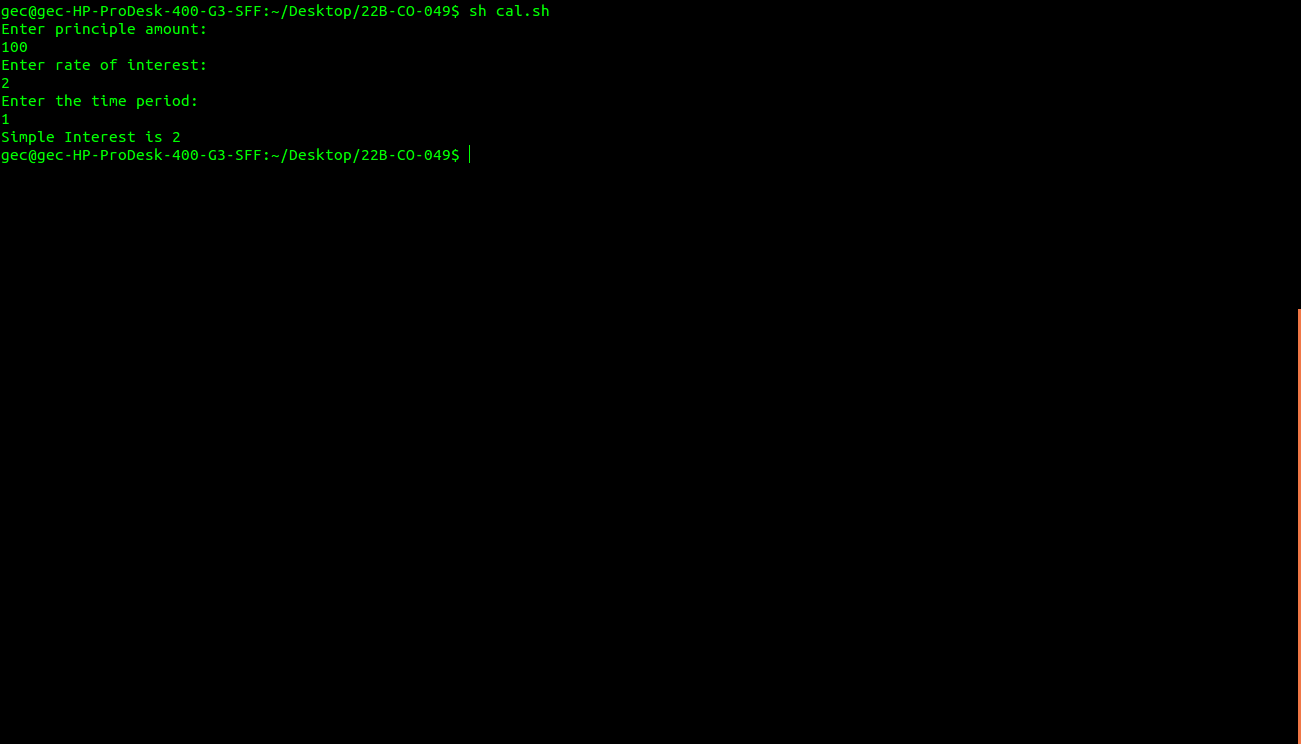 gec@gec-HP-ProDesk-400-G3-SFF:~/Desktop/22B-CO-049$ sh cal.sh
Enter principle amount:
100
Enter rate of interest:
2
Enter the time period:
1
Simple Interest is 2
gec@gec-HP-ProDesk-400-G3-SFF:~/Desktop/22B-CO-049$